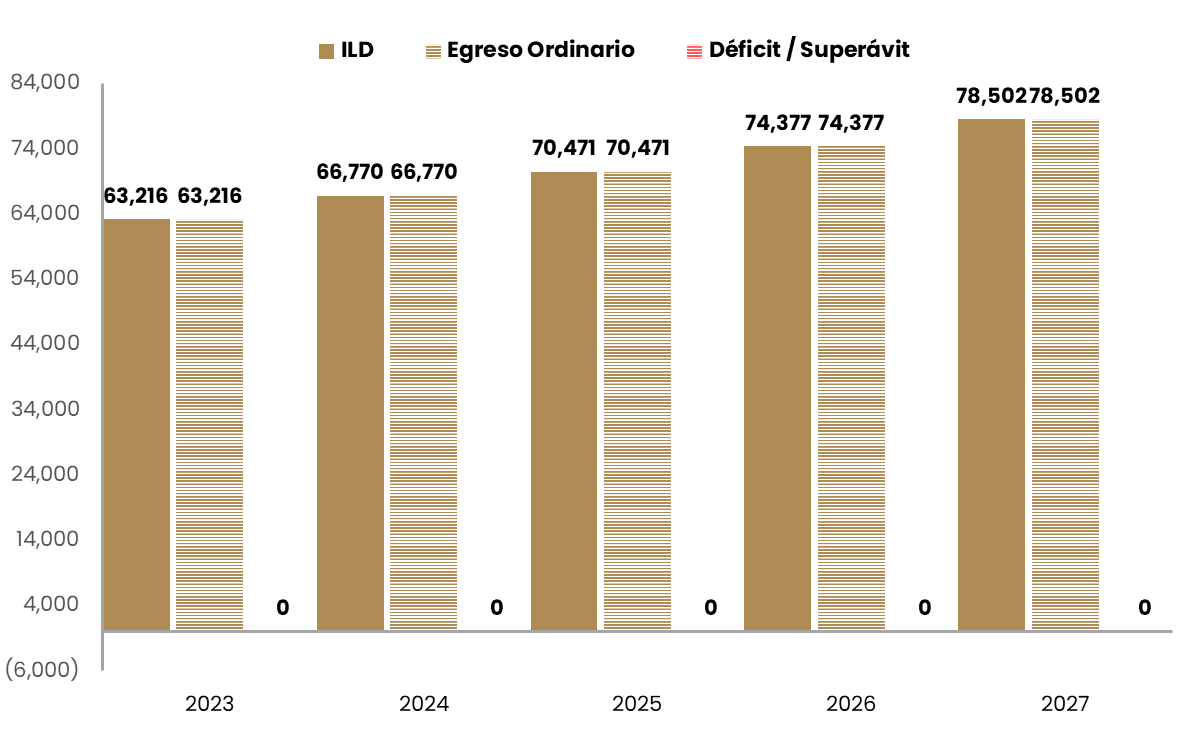 ILD Egreso Ordinario Déficit / Superávit
84,000
74,000
64,000
54,000
44,000
34,000
24,000
14,000
4,000
(6,000)
63,216 63,216 0
66,770 66,770 0
70,471 70,471 0
74,377 74,377 0
78,502 78,502 0
2023 2024 2025 2026 2027